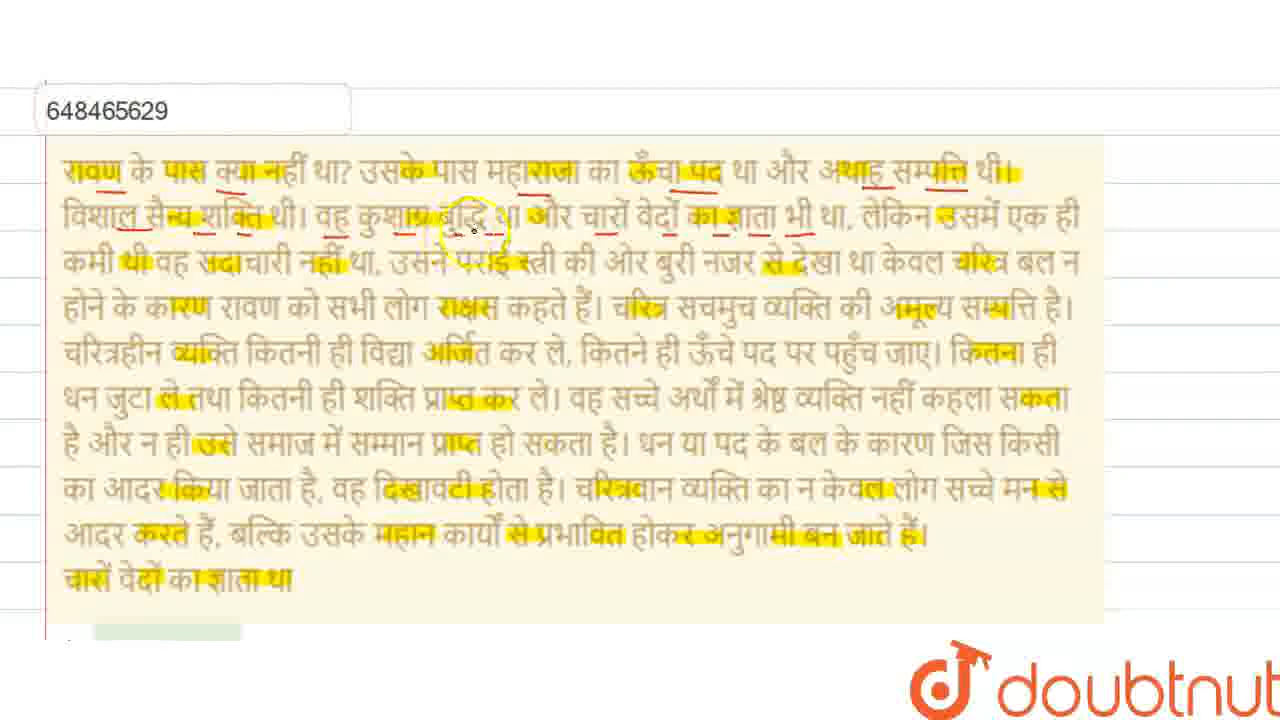 648465629
रावण के पास क्या नहीं था? उसके पास महाराजा का ऊँचा पद था और अथाह सम्पत्ति थी।
विशाल सैन्य शक्ति थी। वह कुशाग्र बुद्धि था और चारों वेदों का ज्ञाता भी था, लेकिन उसमें एक ही
कमी थी वह सदाचारी नहीं था, उसने पराई स्त्री की ओर बुरी नजर से देखा था केवल चरित्र बल न
होने के कारण रावण को सभी लोग राक्षस कहते हैं। चरित्र सचमुच व्यक्ति की अमूल्य सम्पत्ति है।
चरित्रहीन व्यक्ति कितनी ही विद्या अर्जित कर ले, कितने ही ऊँचे पद पर पहुँच जाए। कितना ही
धन जुटा ले तथा कितनी ही शक्ति प्राप्त कर ले। वह सच्चे अर्थों में श्रेष्ठ व्यक्ति नहीं कहला सकता
है और न ही उसे समाज में सम्मान प्राप्त हो सकता है। धन या पद के बल के कारण जिस किसी
का आदर किया जाता है, वह दिखावटी होता है। चरित्रवान व्यक्ति का न केवल लोग सच्चे मन से
आदर करते हैं, बल्कि उसके महान कार्यों से प्रभावित होकर अनुगामी बन जाते हैं।
चारों वेदों का ज्ञाता था
doubtnut